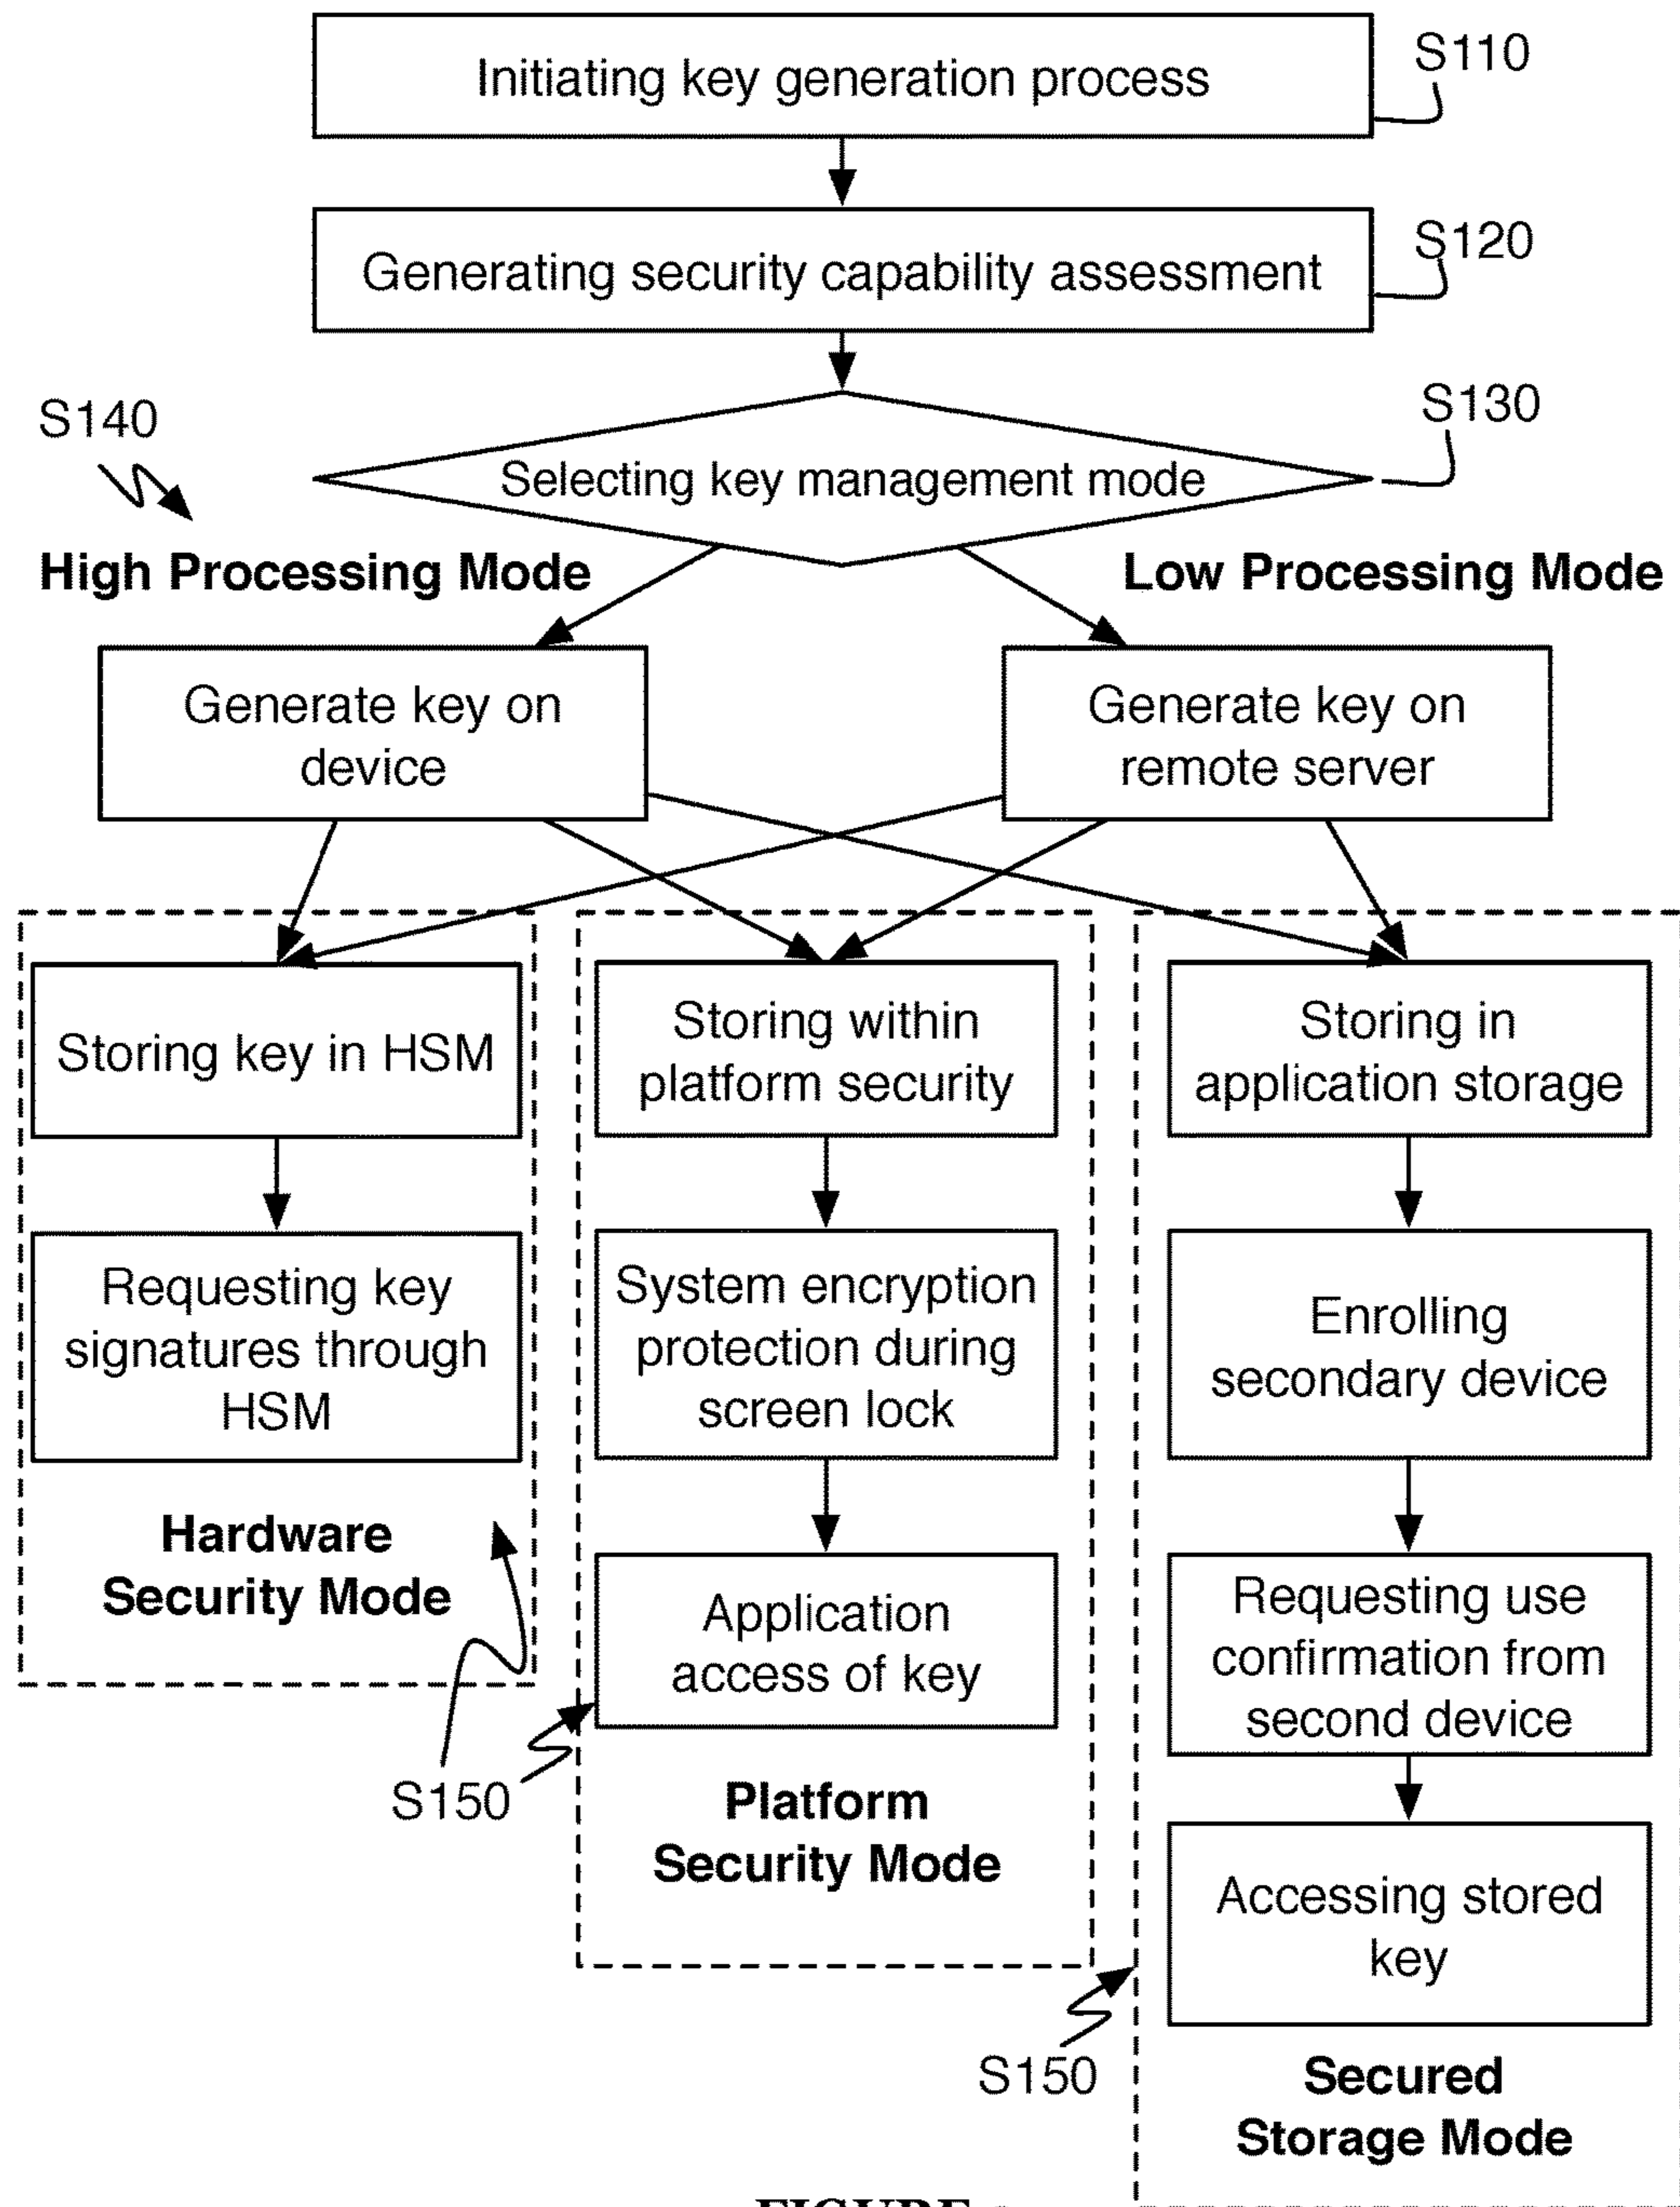 Initiating key generation process
S110
Generating security capability assessment
S120
S140
Selecting key management mode
S130
High Processing Mode
Low Processing Mode
Generate key on
device
Generate key on
remote server
Storing key in HSM
Requesting key
signatures through
HSM
Hardware
Security Mode
Storing within
platform security
System encryption
protection during
screen lock
Application
access of key
S150
Platform
Security Mode
Storing in
application storage
Enrolling
secondary device
Requesting use
confirmation from
second device
Accessing stored
key
S150
Secured
Storage Mode
FIGURE